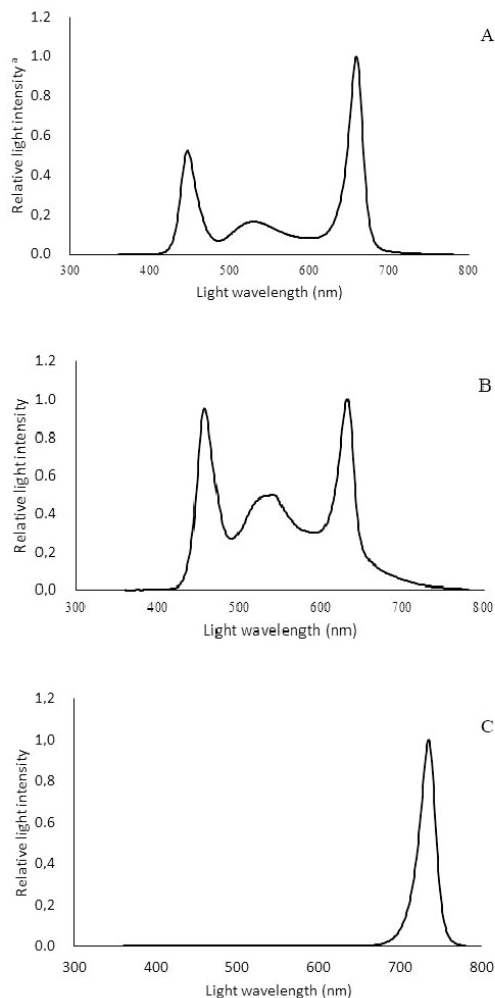 1.2
A
1.0
0.8
0.6
0.4
0,2
0.0
Relative light intensity a
300 400 500 600 700 800
Light wavelength (nm)
1.2
B
1.0
0.8
0.6
0.4
0,2
0,0
Relative light intensity
300 400 500 600 700 800
Light wavelength (nm)
1,2
C
1,0
0,8
0.6
0,4
0,2
0.0
Relative light intensity
300 400 500 600 700 800
Light wavelength (nm)